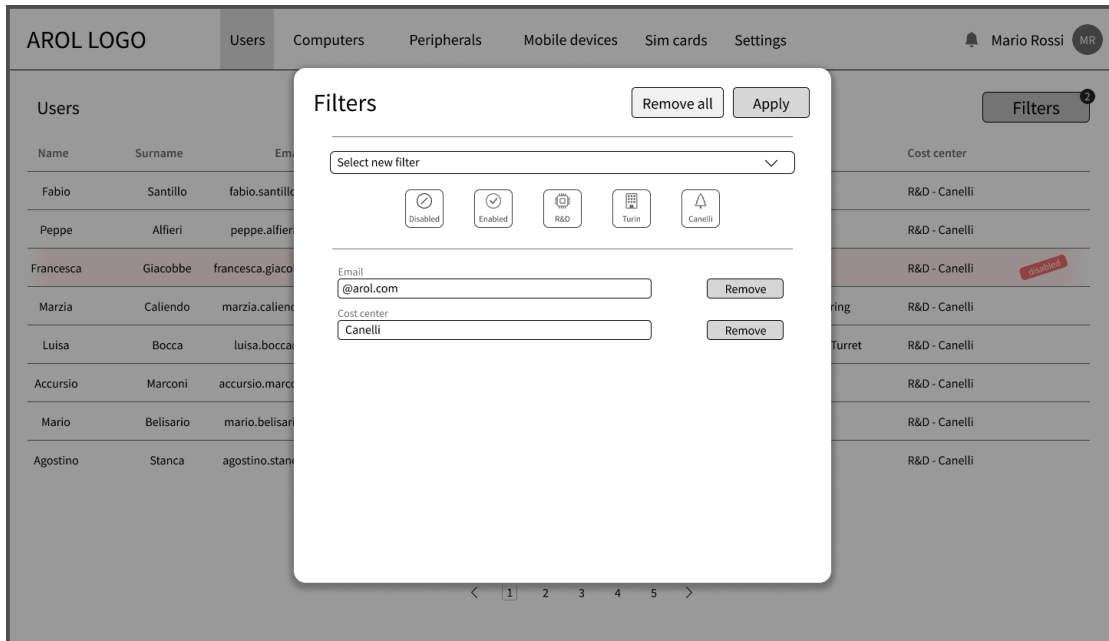 AROL LOGO Users Computers Peripherals Mobile devices Sim cards Settings Mario Rossi MR
Users
Filters 2
Filters
Remove all Apply
Select new filter
Disabled Enabled R&D Turin Canelli
Email
@arol.com Remove
Cost center
Canelli Remove
Name Surname Cost center
Fabio Santillo R&D - Canelli
Peppe Alfieri R&D - Canelli
Francesca Giacobbe R&D - Canelli disabled
Marzia Caliendo R&D - Canelli
Luisa Bocca Turret R&D - Canelli
Accursio Marconi R&D - Canelli
Mario Belisario R&D - Canelli
Agostino Stanca R&D - Canelli
1 2 3 4 5